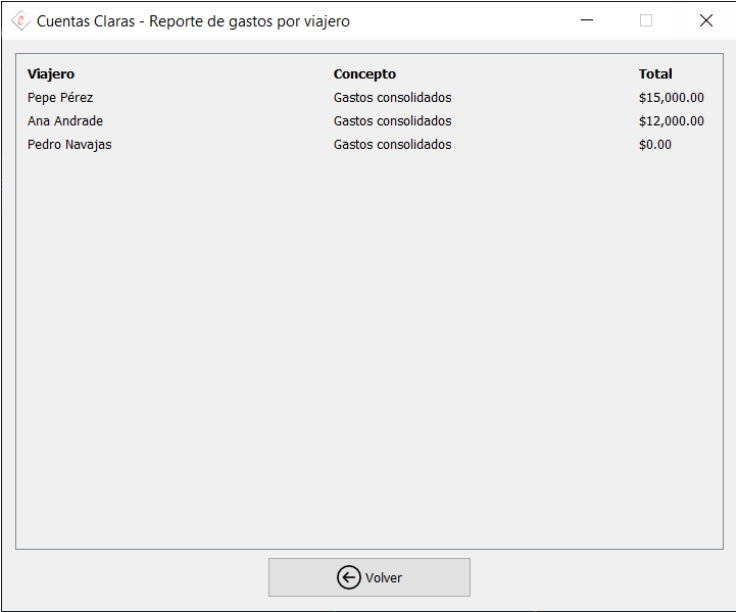 Cuentas Claras - Reporte de gastos por viajero
Viajero Concepto Total
Pepe Pérez Gastos consolidados $15,000.00
Ana Andrade Gastos consolidados $12,000.00
Pedro Navajas Gastos consolidados $0.00
Volver